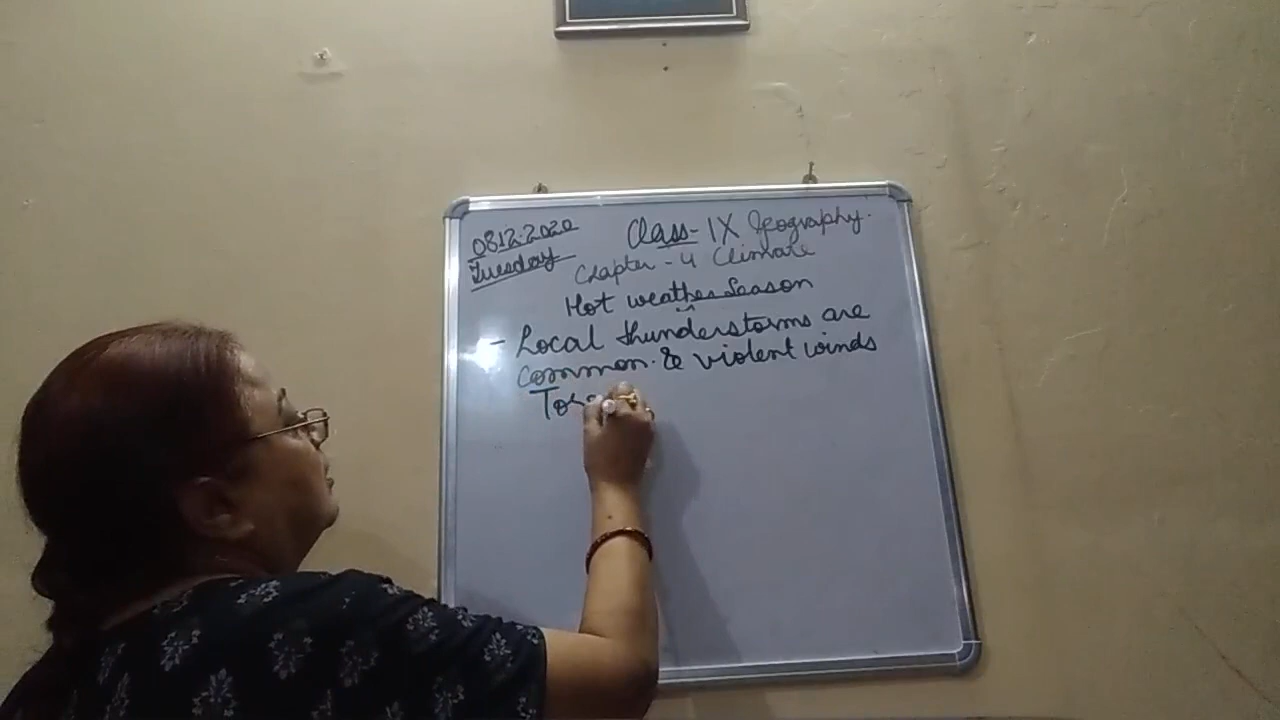 08.12.2020
Tuesday
Class-IX Geography.
Chapter-4 Climate
Hot weather Season
- Local thunderstorms are
common. & violent winds